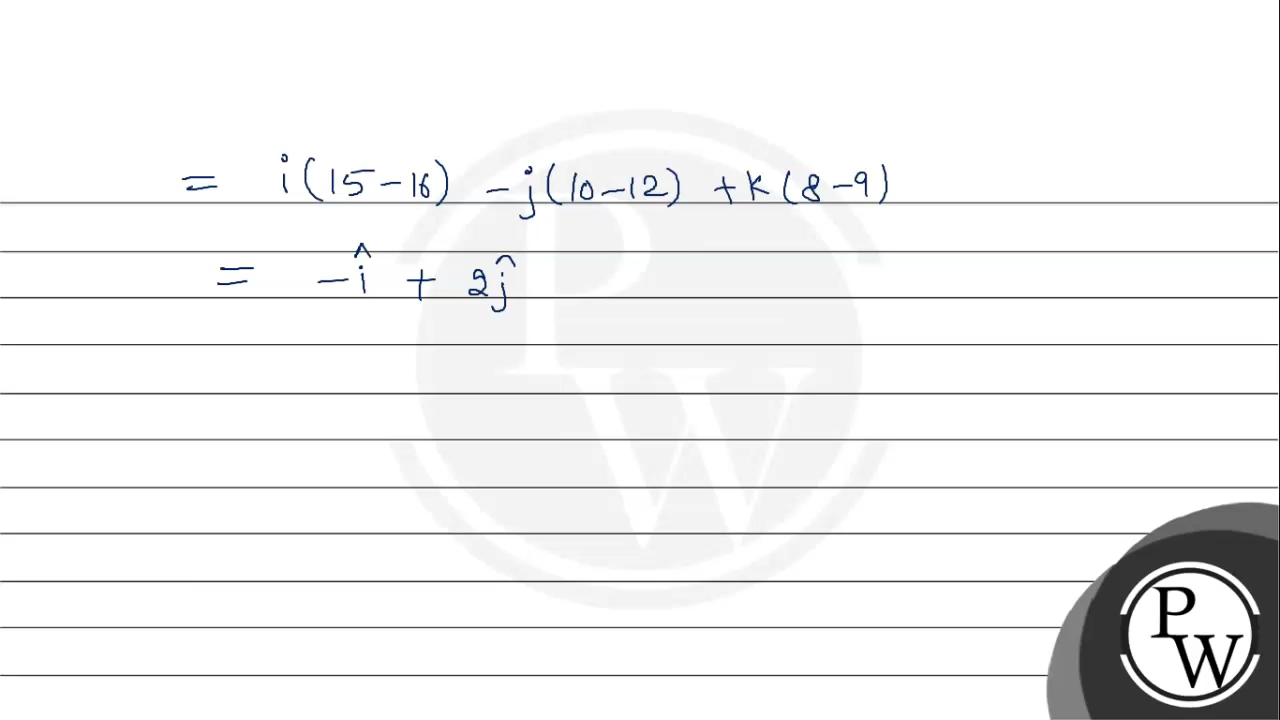 = i(15-16) -j(10-12) +k(8-9)
= -î + 2ĵ
P
W
P
W